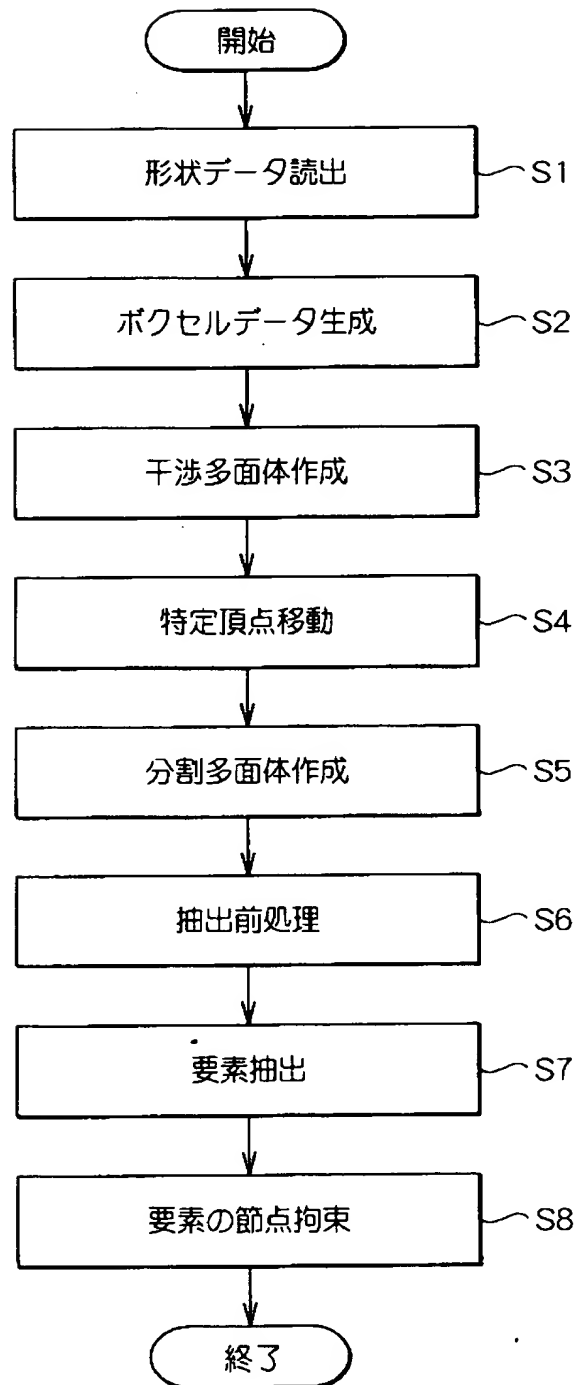 開始
形状データ読出
S1
ボクセルデータ生成
S2
干渉多面体作成
S3
特定頂点移動
S4
分割多面体作成
S5
抽出前処理
S6
要素抽出
S7
要素の節点拘束
S8
終了